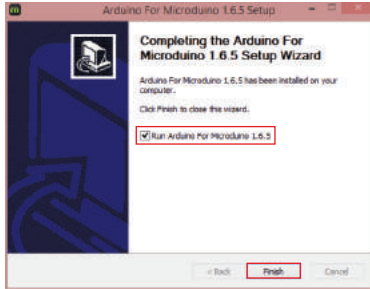 Arduino For Microduino 1.6.5 Setup
Completing the Arduino For
Microduino 1.6.5 Setup Wizard
Arduino For Microduino 1.6.5 has been installed on your
computer.
Click Finish to close this wizard.
Run Arduino For Microduino 1.6.5
< Back
Finish
Cancel